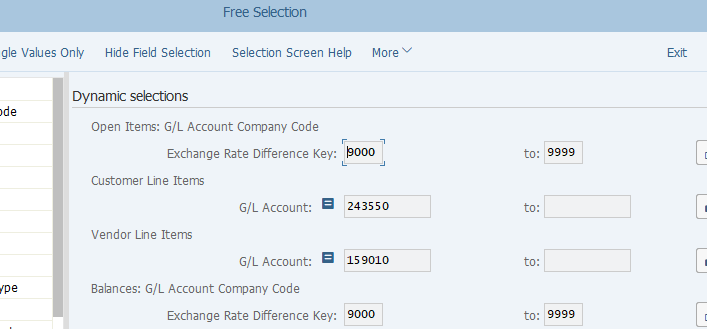 Free Selection
gle Values Only Hide Field Selection Selection Screen Help More Exit
ode
Dynamic selections
Open Items: G/L Account Company Code
Exchange Rate Difference Key: 9000 to: 9999
Customer Line Items
G/L Account: 243550 to:
Vendor Line Items
G/L Account: 159010 to:
ype
Balances: G/L Account Company Code
Exchange Rate Difference Key: 9000 to: 9999